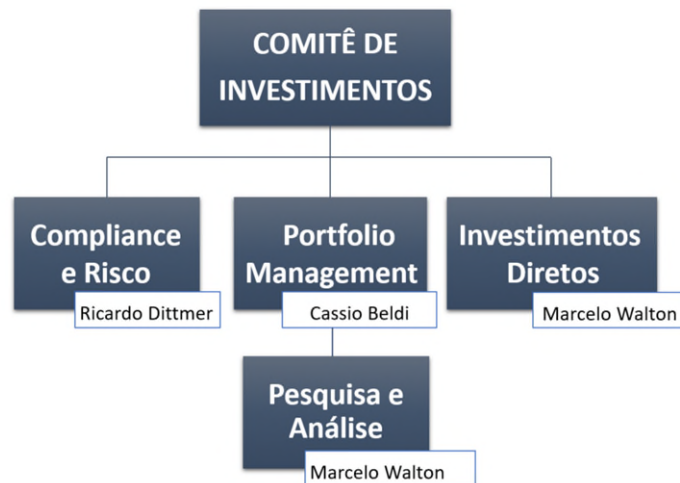 COMITÊ DE
INVESTIMENTOS
Compliance
e Risco
Ricardo Dittmer
Portfolio
Management
Cassio Beldi
Investimentos
Diretos
Marcelo Walton
Pesquisa e
Análise
Marcelo Walton